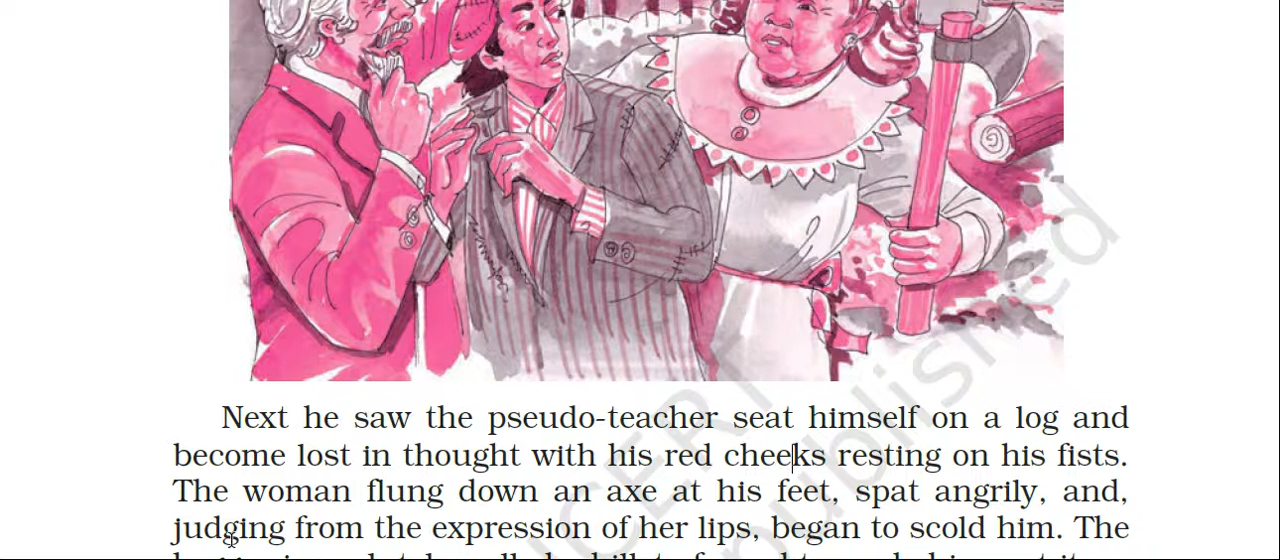 Next he saw the pseudo-teacher seat himself on a log and
become lost in thought with his red cheeks resting on his fists.
The woman flung down an axe at his feet, spat angrily, and,
judging from the expression of her lips, began to scold him. The